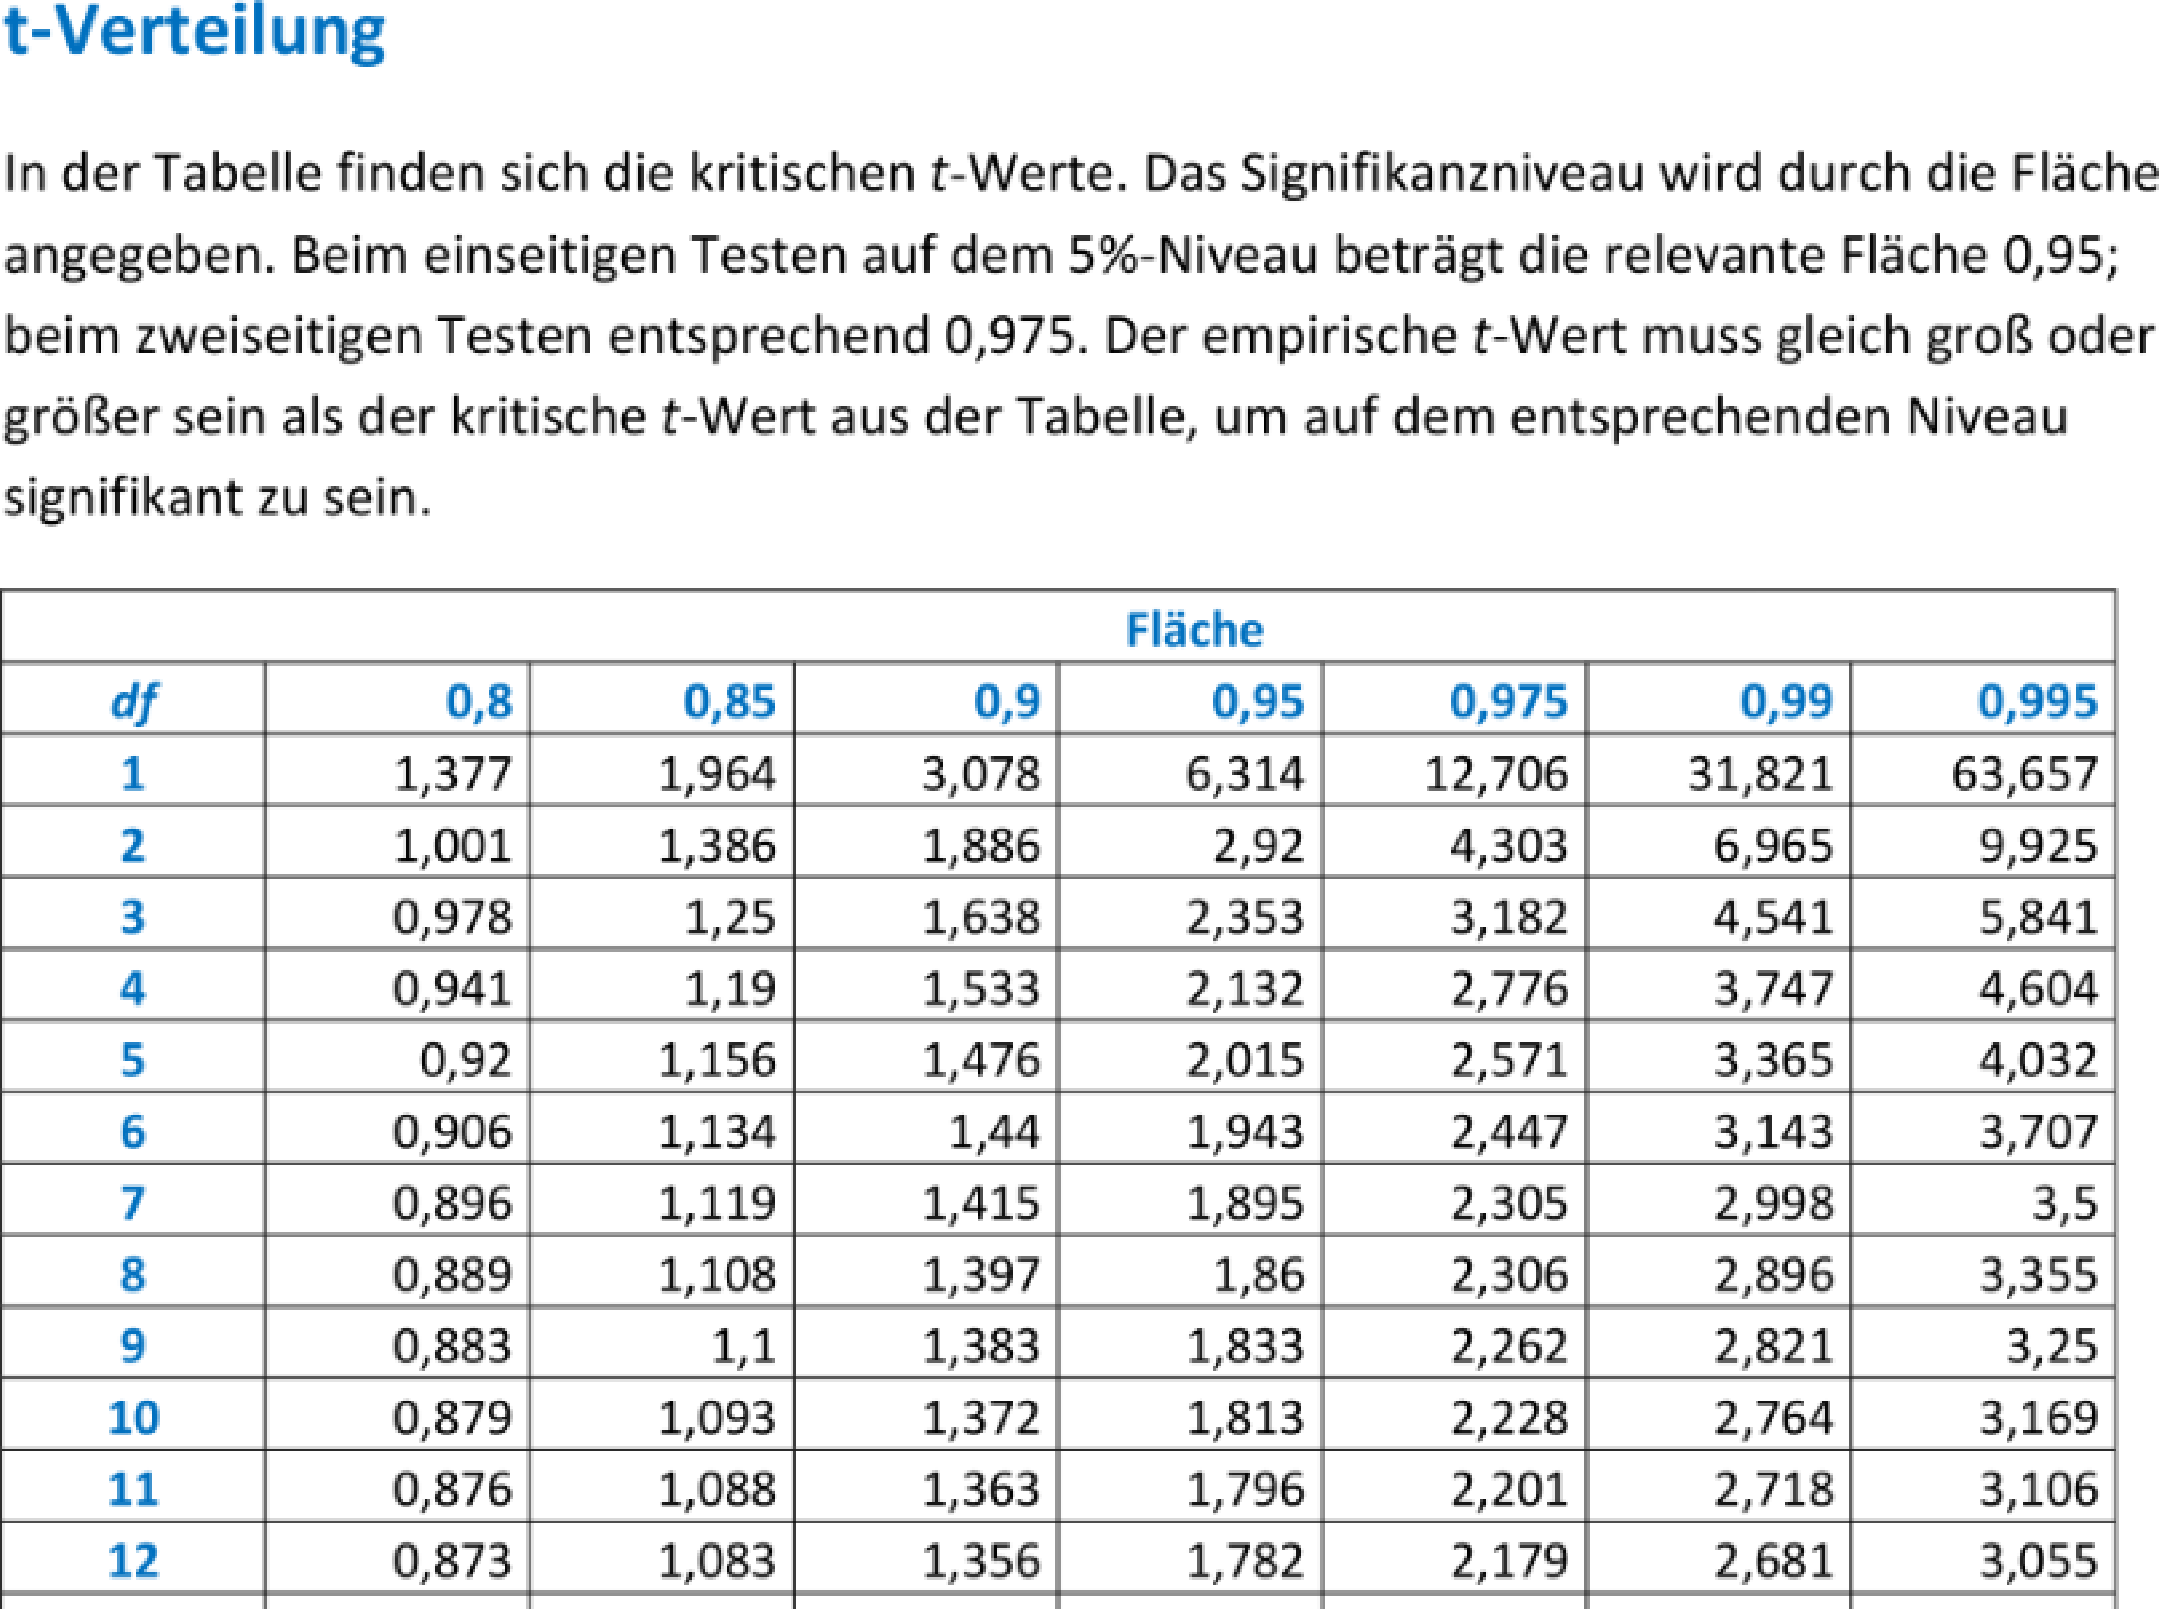 t-Verteilung
In der Tabelle finden sich die kritischen t-Werte. Das Signifikanzniveau wird durch die Fläche
angegeben. Beim einseitigen Testen auf dem 5%-Niveau beträgt die relevante Fläche 0,95;
beim zweiseitigen Testen entsprechend 0,975. Der empirische t-Wert muss gleich groß oder
größer sein als der kritische t-Wert aus der Tabelle, um auf dem entsprechenden Niveau
signifikant zu sein.
Fläche
df 0,8 0,85 0,9 0,95 0,975 0,99 0,995
1 1,377 1,964 3,078 6,314 12,706 31,821 63,657
2 1,001 1,386 1,886 2,92 4,303 6,965 9,925
3 0,978 1,25 1,638 2,353 3,182 4,541 5,841
4 0,941 1,19 1,533 2,132 2,776 3,747 4,604
5 0,92 1,156 1,476 2,015 2,571 3,365 4,032
6 0,906 1,134 1,44 1,943 2,447 3,143 3,707
7 0,896 1,119 1,415 1,895 2,305 2,998 3,5
8 0,889 1,108 1,397 1,86 2,306 2,896 3,355
9 0,883 1,1 1,383 1,833 2,262 2,821 3,25
10 0,879 1,093 1,372 1,813 2,228 2,764 3,169
11 0,876 1,088 1,363 1,796 2,201 2,718 3,106
12 0,873 1,083 1,356 1,782 2,179 2,681 3,055